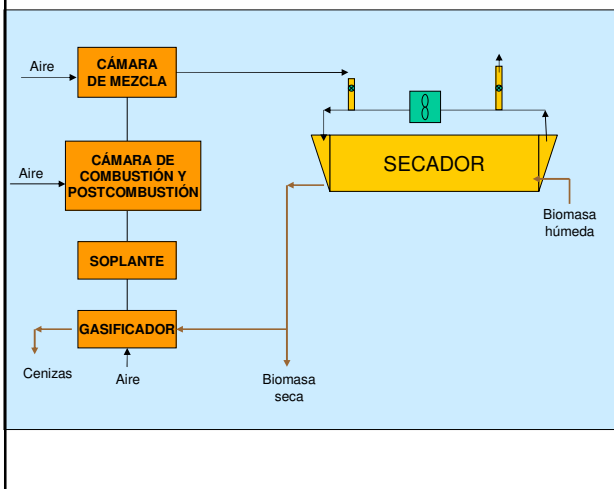 Aire
CÁMARA
DE MEZCLA
Aire
CÁMARA DE
COMBUSTIÓN Y
POSTCOMBUSTIÓN
SECADOR
Biomasa
húmeda
SOPLANTE
GASIFICADOR
Cenizas
Aire
Biomasa
seca